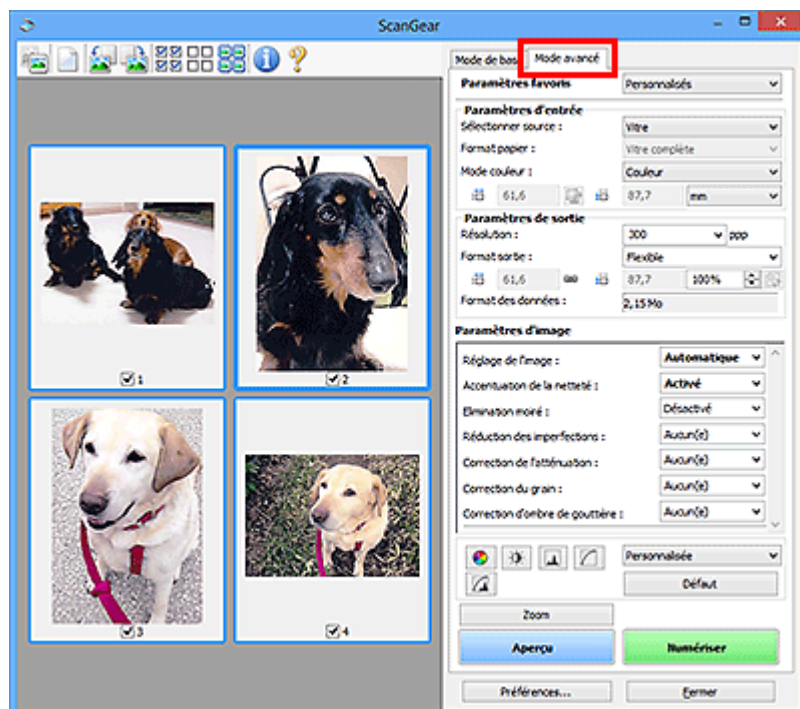 ScanGear
Mode de bas Mode avancé
Paramètres favoris Personnalisés
Paramètres d'entrée
Sélectionner source : Vitre
Format papier : Vitre complète
Mode couleur : Couleur
61,6 87,7 mm
Paramètres de sortie
Résolution : 300 ppp
Format sortie : Flexible
61,6 87,7 100%
Format des données : 2,15 Mo
Paramètres d'image
Réglage de l'image : Automatique
Accentuation de la netteté : Activé
Elimination moiré : Désactivé
Réduction des imperfections : Aucun(e)
Correction de l'atténuation : Aucun(e)
Correction du grain : Aucun(e)
Correction d'ombre de gouttière : Aucun(e)
Personnalisée
Défaut
Zoom
Aperçu Numériser
Préférences... Fermer
1
2
3
4